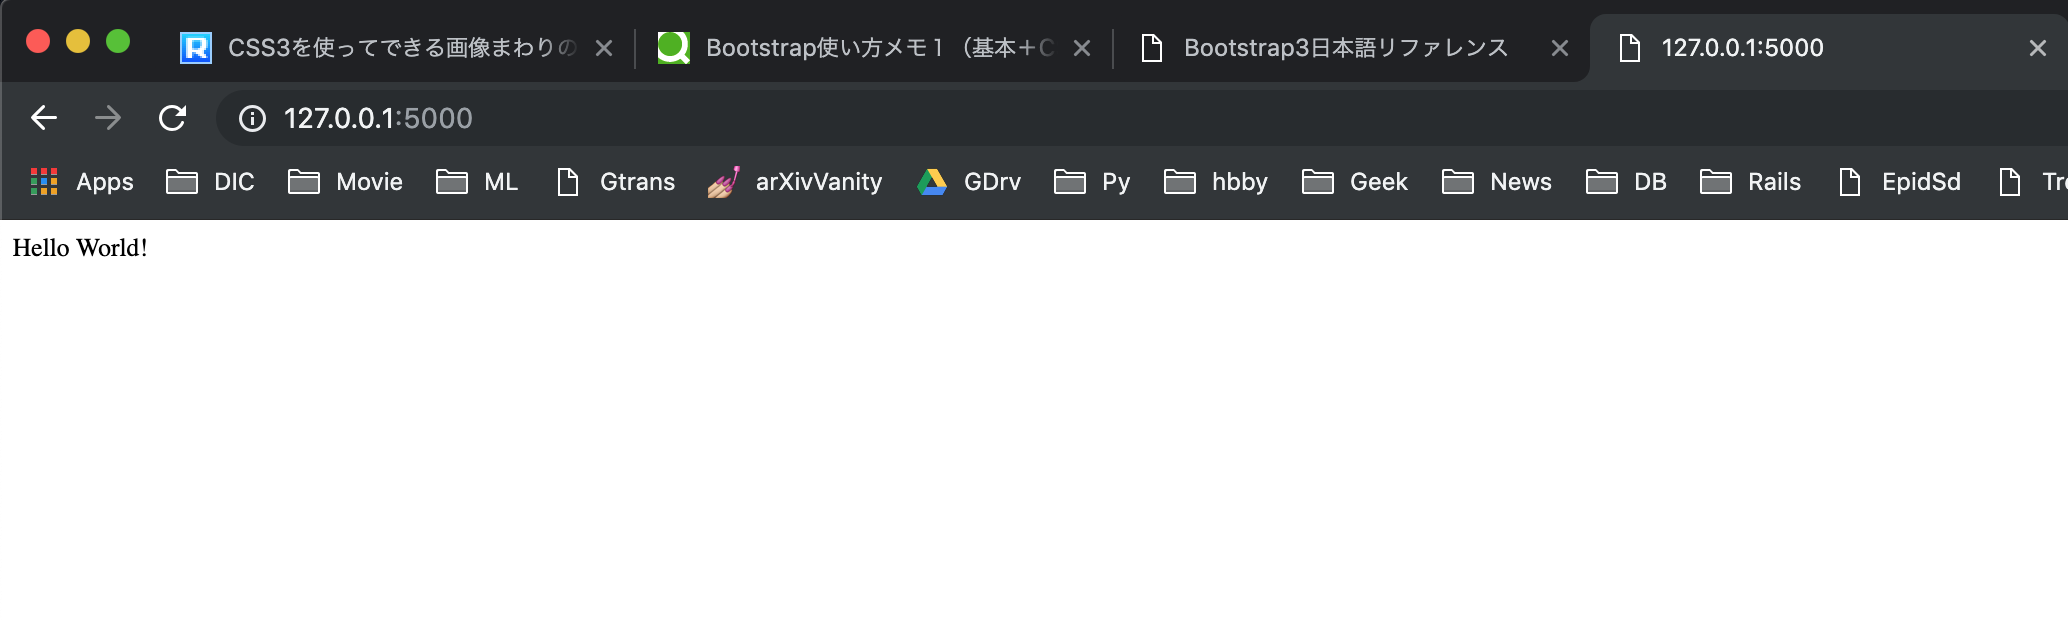 CSS3を使ってできる画像まわりの
Bootstrap使い方メモ１（基本＋C
Bootstrap3日本語リファレンス
127.0.0.1:5000
127.0.0.1:5000
Apps DIC Movie ML Gtrans arXivVanity GDrv Py hbby Geek News DB Rails EpidSd Tr
Hello World!